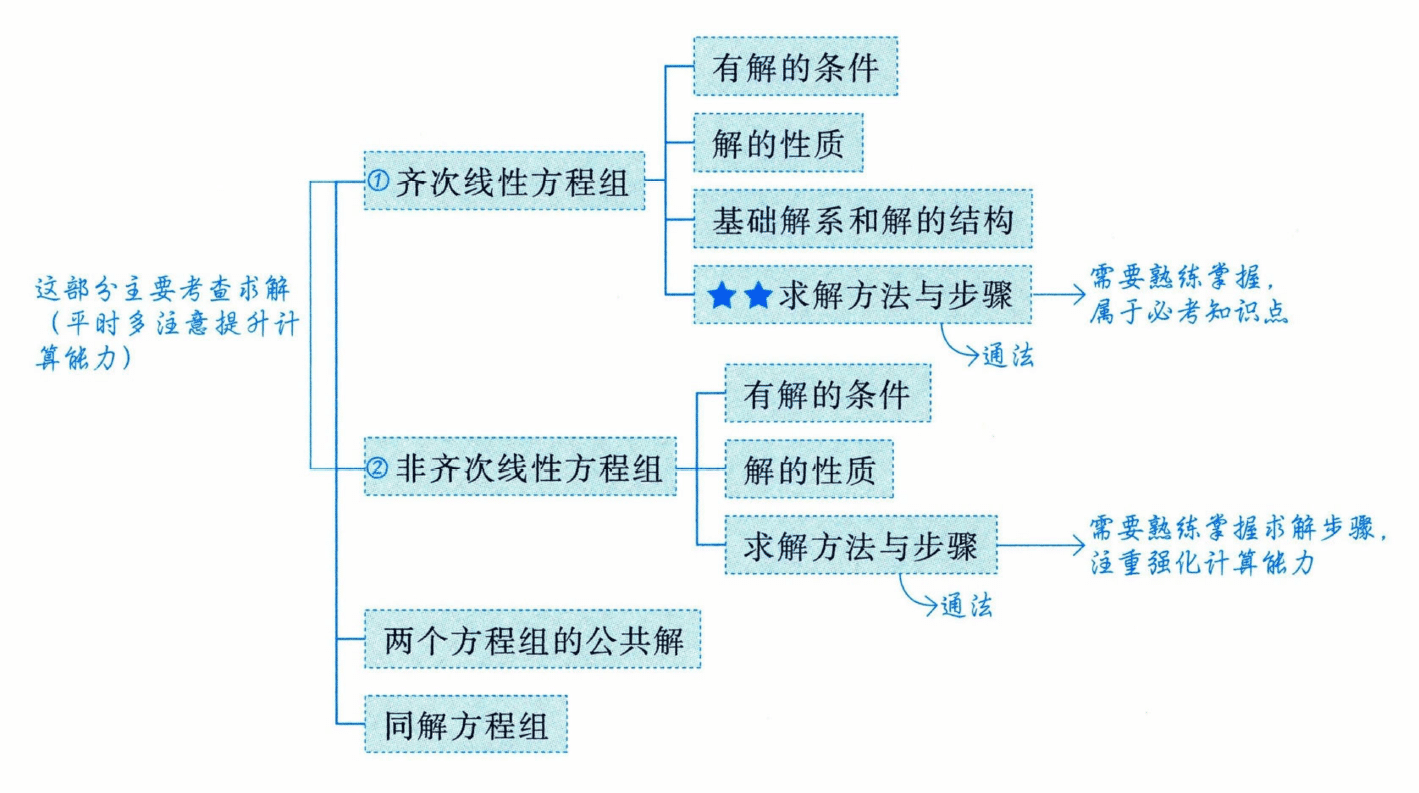 有解的条件
解的性质
①齐次线性方程组
基础解系和解的结构
★★求解方法与步骤
需要熟练掌握,
属于必考知识点
通法
这部分主要考查求解
(平时多注意提升计
算能力)
有解的条件
②非齐次线性方程组
解的性质
求解方法与步骤
需要熟练掌握求解步骤,
注重强化计算能力
通法
两个方程组的公共解
同解方程组